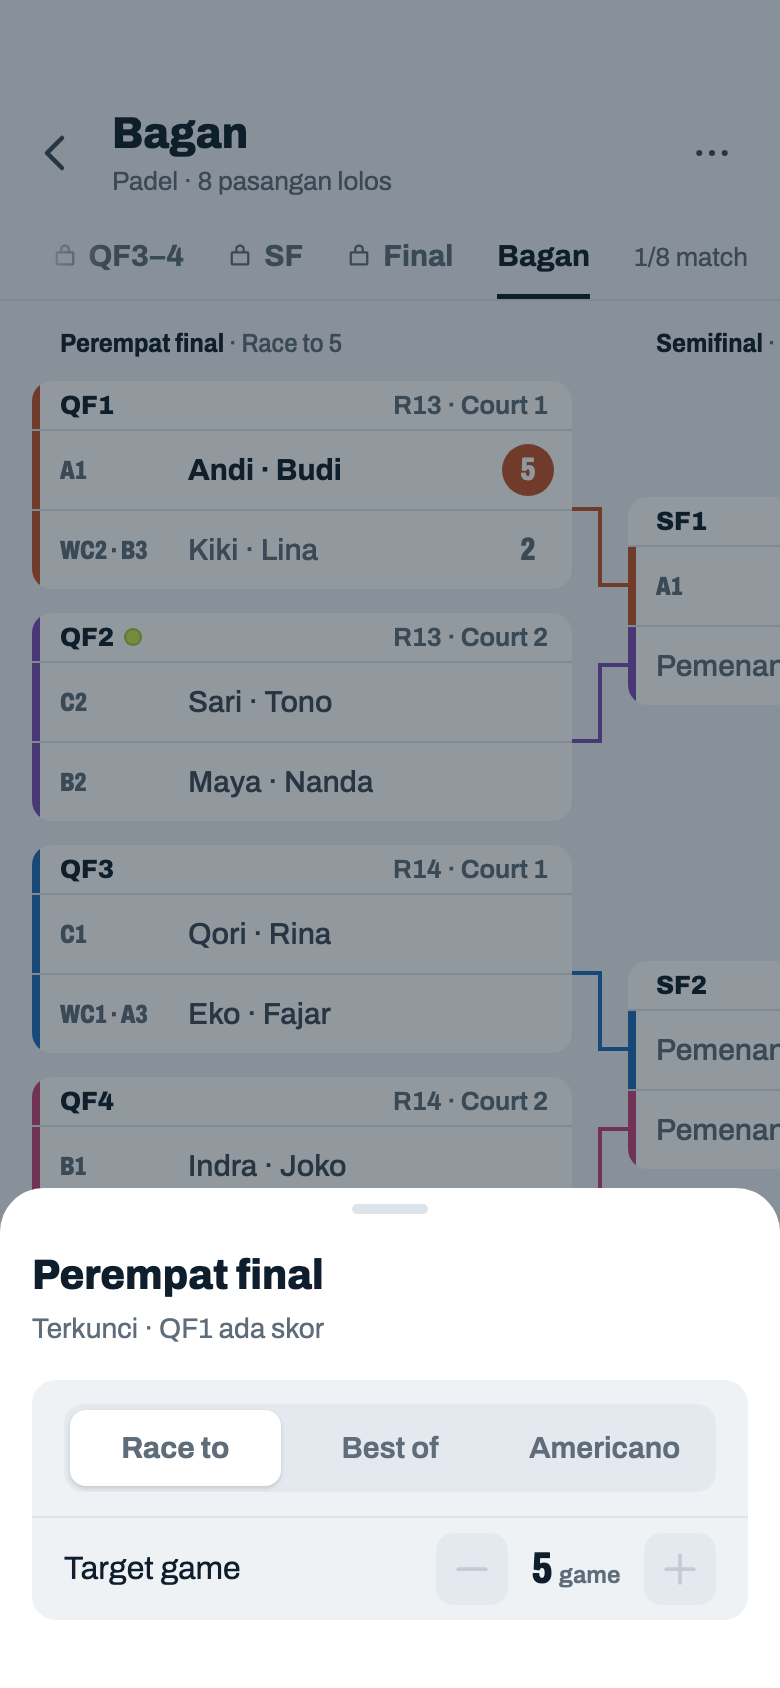 Bagan
Padel · 8 pasangan lolos
QF3–4 SF Final Bagan 1/8 match
Perempat final · Race to 5
Semifinal ·
QF1 R13 · Court 1
A1 Andi · Budi 5
WC2 · B3 Kiki · Lina 2
SF1
A1
Pemenan
QF2 R13 · Court 2
C2 Sari · Tono
B2 Maya · Nanda
QF3 R14 · Court 1
C1 Qori · Rina
WC1 · A3 Eko · Fajar
SF2
Pemenan
Pemenan
QF4 R14 · Court 2
B1 Indra · Joko
Perempat final
Terkunci · QF1 ada skor
Race to Best of Americano
Target game 5 game